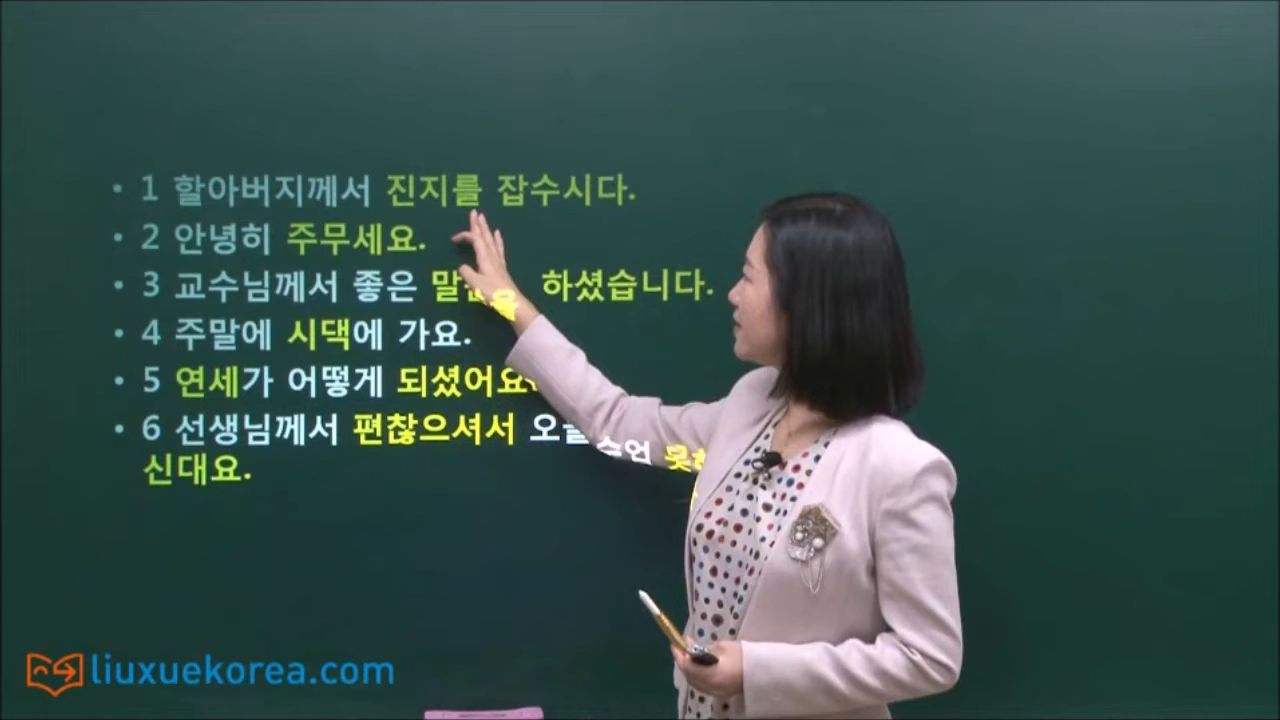 • 1 할아버지께서 진지를 잡수시다.
• 2 안녕히 주무세요.
• 3 교수님께서 좋은 하셨습니다.
• 4 주말에 시댁에 가요.
• 5 연세가 어떻게 되셨어요
• 6 선생님께서 편찮으셔서
신대요.
liuxuekorea.com